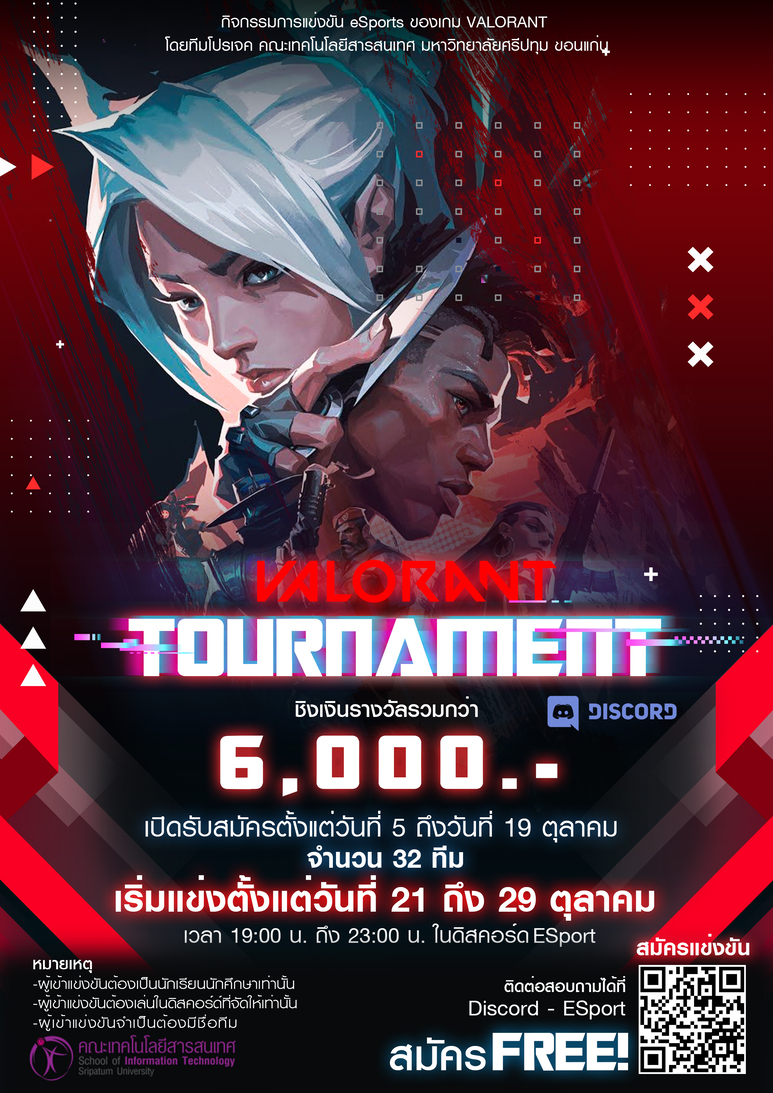 กิจกรรมการแข่งขัน eSports ของเกม VALORANT
โดยทีมโปรเจค คณะเทคโนโลยีสารสนเทศ มหาวิทยาลัยศรีปทุม ขอนแก่น
VALORANT
TOURNAMENT
ชิงเงินรางวัลรวมกว่า
DISCORD
6,000.-
เปิดรับสมัครตั้งแต่วันที่ 5 ถึงวันที่ 19 ตุลาคม
จำนวน 32 ทีม
เริ่มแข่งตั้งแต่วันที่ 21 ถึง 29 ตุลาคม
เวลา 19:00 น. ถึง 23:00 น. ในดิสคอร์ด ESport
หมายเหตุ
-ผู้เข้าแข่งขันต้องเป็นนักเรียนนักศึกษาเท่านั้น
-ผู้เข้าแข่งขันต้องเล่นในดิสคอร์ดที่จัดให้เท่านั้น
-ผู้เข้าแข่งขันจำเป็นต้องมีชื่อทีม
คณะเทคโนโลยีสารสนเทศ
School of Information Technology
Sripatum University
ติดต่อสอบถามได้ที่
Discord - ESport
สมัคร FREE!
สมัครแข่งขัน